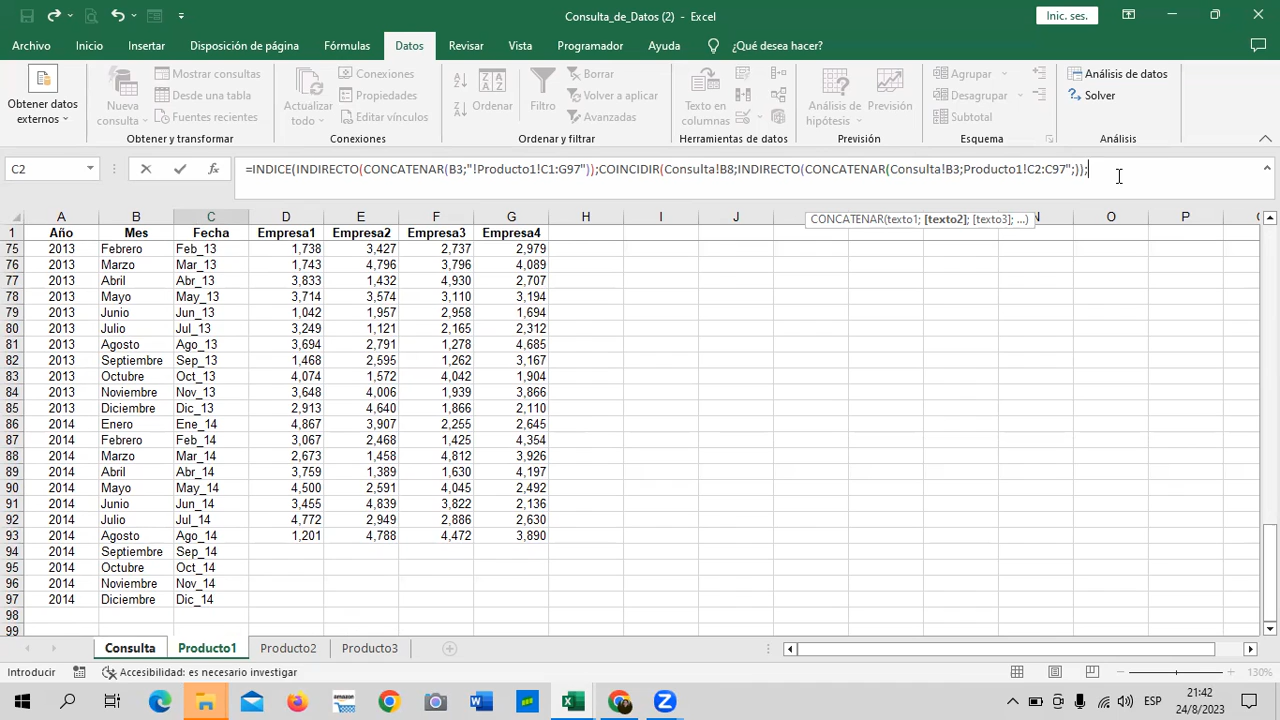 Consulta_de_Datos (2) - Excel
Inic. ses.
Archivo Inicio Insertar Disposición de página Fórmulas Datos Revisar Vista Programador Ayuda ¿Qué desea hacer?
Obtener datos externos
Nueva consulta
Mostrar consultas
Desde una tabla
Fuentes recientes
Obtener y transformar
Actualizar todo
Conexiones
Propiedades
Editar vínculos
Conexiones
Ordenar
Filtro
Borrar
Volver a aplicar
Avanzadas
Ordenar y filtrar
Texto en columnas
Herramientas de datos
Análisis de hipótesis
Previsión
Previsión
Agrupar
Desagrupar
Subtotal
Esquema
Análisis de datos
Solver
Análisis
C2
fx
=INDICE(INDIRECTO(CONCATENAR(B3;"!Producto1!C1:G97"));COINCIDIR(Consulta!B8;INDIRECTO(CONCATENAR(Consulta!B3;Producto1!C2:C97";));
CONCATENAR(texto1; [texto2]; [texto3]; ...)
A B C D E F G H I J N O P
1 Año Mes Fecha Empresa1 Empresa2 Empresa3 Empresa4
75 2013 Febrero Feb_13 1,738 3,427 2,737 2,979
76 2013 Marzo Mar_13 1,743 4,796 3,796 4,089
77 2013 Abril Abr_13 3,833 1,432 4,930 2,707
78 2013 Mayo May_13 3,714 3,574 3,110 3,194
79 2013 Junio Jun_13 1,042 1,957 2,958 1,694
80 2013 Julio Jul_13 3,249 1,121 2,165 2,312
81 2013 Agosto Ago_13 3,694 2,791 1,278 4,685
82 2013 Septiembre Sep_13 1,468 2,595 1,262 3,167
83 2013 Octubre Oct_13 4,074 1,572 4,042 1,904
84 2013 Noviembre Nov_13 3,648 4,006 1,939 3,866
85 2013 Diciembre Dic_13 2,913 4,640 1,866 2,110
86 2014 Enero Ene_14 4,867 3,907 2,255 2,645
87 2014 Febrero Feb_14 3,067 2,468 1,425 4,354
88 2014 Marzo Mar_14 2,673 1,458 4,812 3,926
89 2014 Abril Abr_14 3,759 1,389 1,630 4,197
90 2014 Mayo May_14 4,500 2,591 4,045 2,492
91 2014 Junio Jun_14 3,455 4,839 3,822 2,136
92 2014 Julio Jul_14 4,772 2,949 2,886 2,630
93 2014 Agosto Ago_14 1,201 4,788 4,472 3,890
94 2014 Septiembre Sep_14
95 2014 Octubre Oct_14
96 2014 Noviembre Nov_14
97 2014 Diciembre Dic_14
98
99
Consulta Producto1 Producto2 Producto3
Introducir Accesibilidad: es necesario investigar 130%
ESP 21:42
24/8/2023